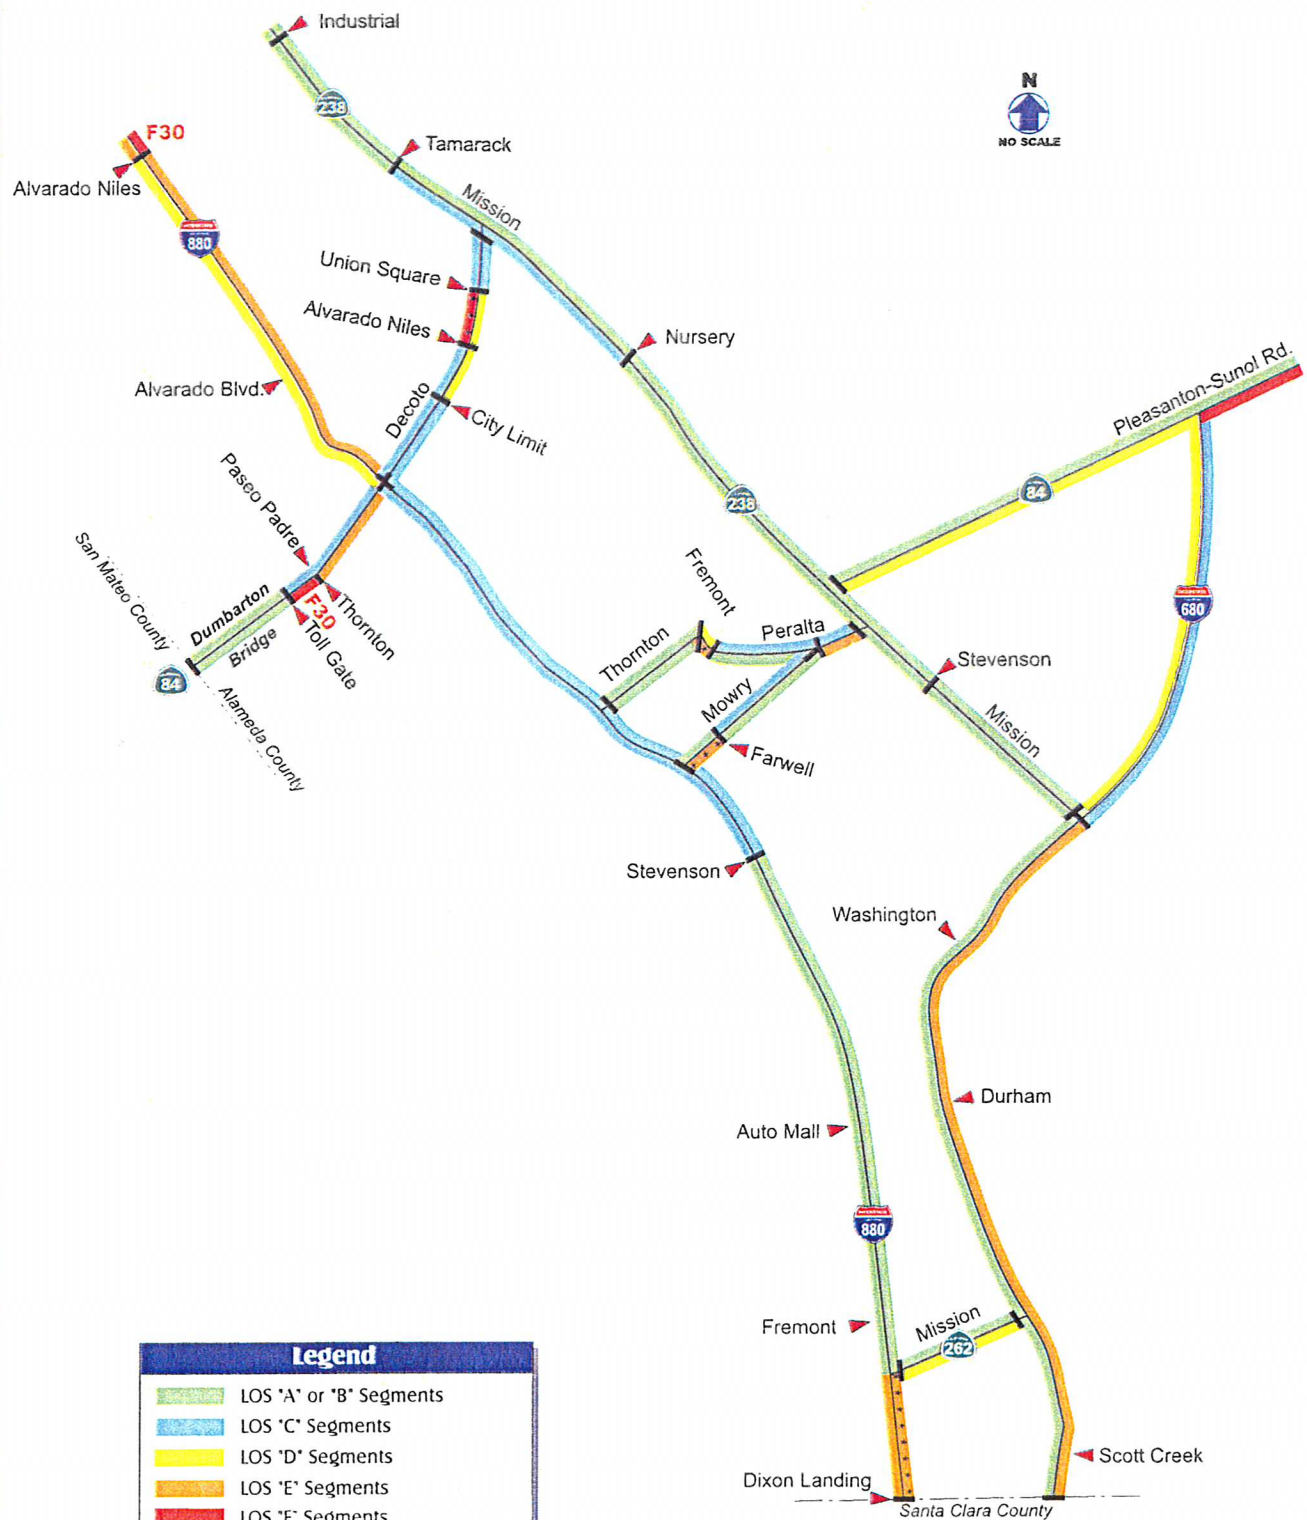 Industrial
238
N
NO SCALE
F30
Tamarack
Alvarado Niles
Mission
880
Union Square
Alvarado Niles
Nursery
Pleasanton-Sunol Rd.
Alvarado Blvd.
Decoto
City Limit
Paseo Padre
238
84
San Mateo County
Fremont
680
Dumbarton
Bridge
F30
Thornton
Toll Gate
Thornton
Peralta
Stevenson
84
Alameda County
Mowry
Mission
Farwell
Stevenson
Washington
Durham
Auto Mall
880
Fremont
Mission
262
Legend
LOS "A" or "B" Segments
LOS "C" Segments
LOS "D" Segments
LOS "E" Segments
LOS "F" Segments
Scott Creek
Dixon Landing
Santa Clara County